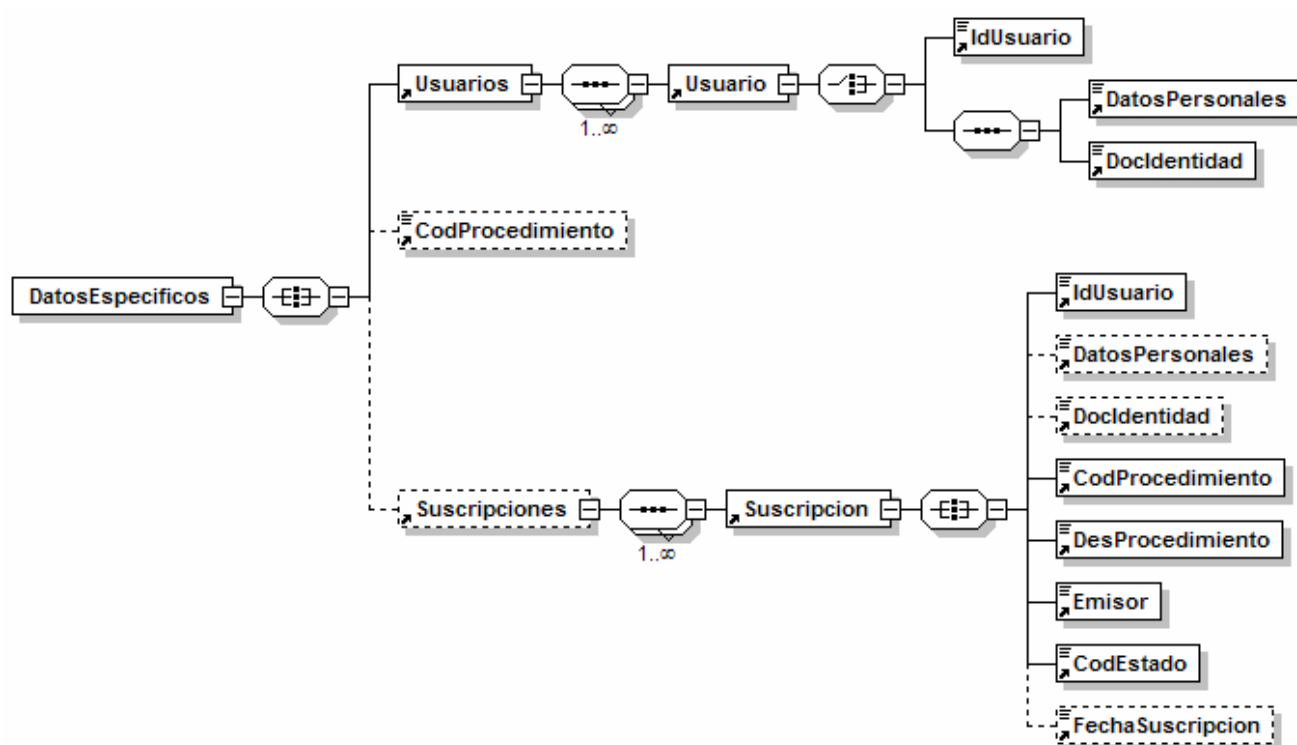 IdUsuario
Usuarios
Usuario
1..∞
DatosPersonales
DocIdentidad
CodProcedimiento
DatosEspecificos
IdUsuario
DatosPersonales
DocIdentidad
CodProcedimiento
Suscripciones
Suscripcion
1..∞
DesProcedimiento
Emisor
CodEstado
FechaSuscripcion